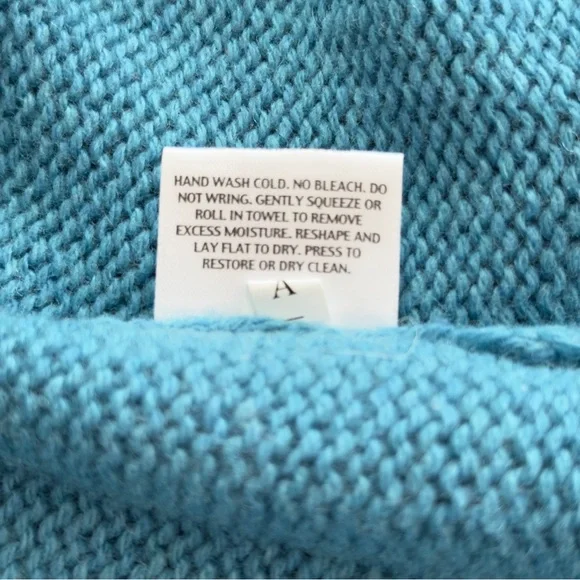 HAND WASH COLD. NO BLEACH. DO
NOT WRING. GENTLY SQUEEZE OR
ROLL IN TOWEL TO REMOVE
EXCESS MOISTURE. RESHAPE AND
LAY FLAT TO DRY. PRESS TO
RESTORE OR DRY CLEAN.
A